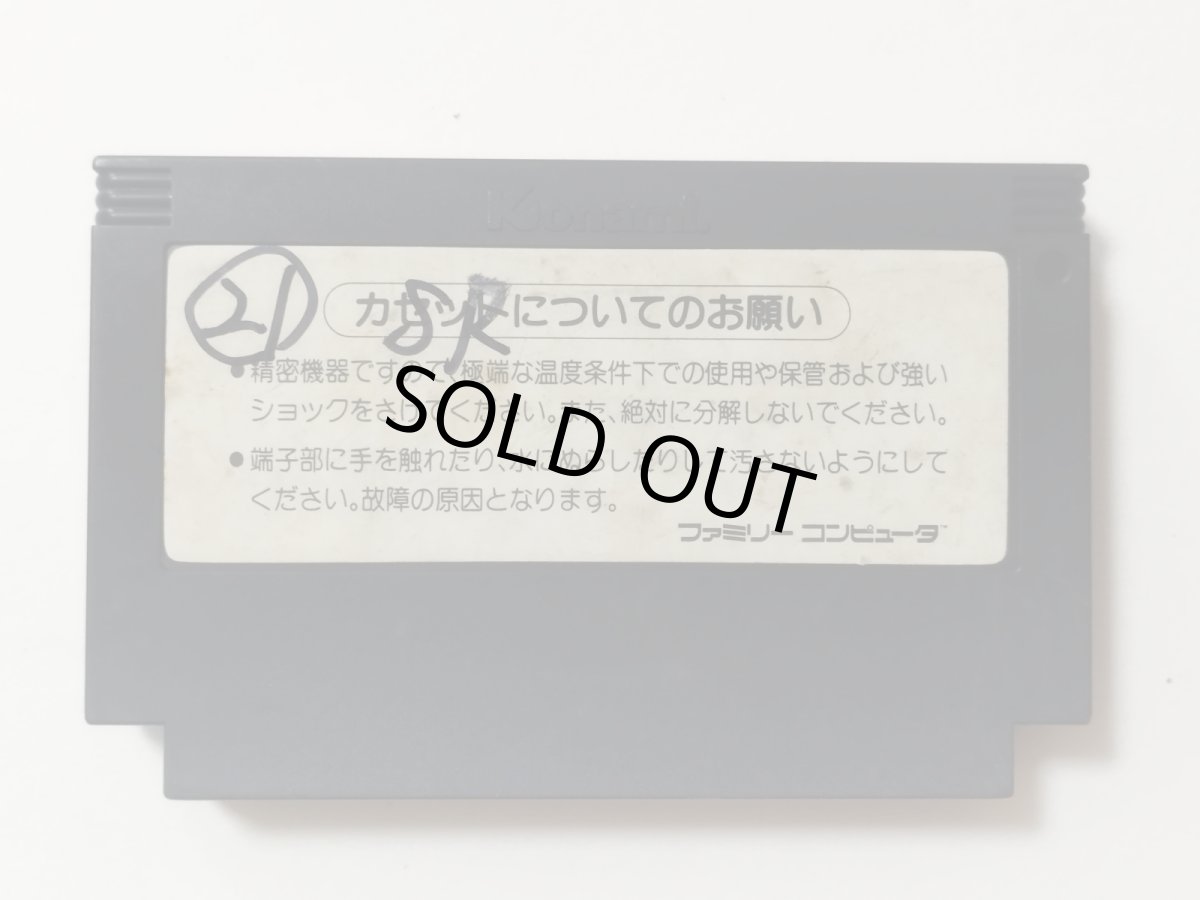 Konami
21
SR
カセットについてのお願い
●精密機器ですので、極端な温度条件下での使用や保管および強い
ショックをさけてください。また、絶対に分解しないでください。
●端子部に手を触れたり、水にぬらしたりして汚さないようにして
ください。故障の原因となります。
ファミリー コンピュータ™
SOLD OUT